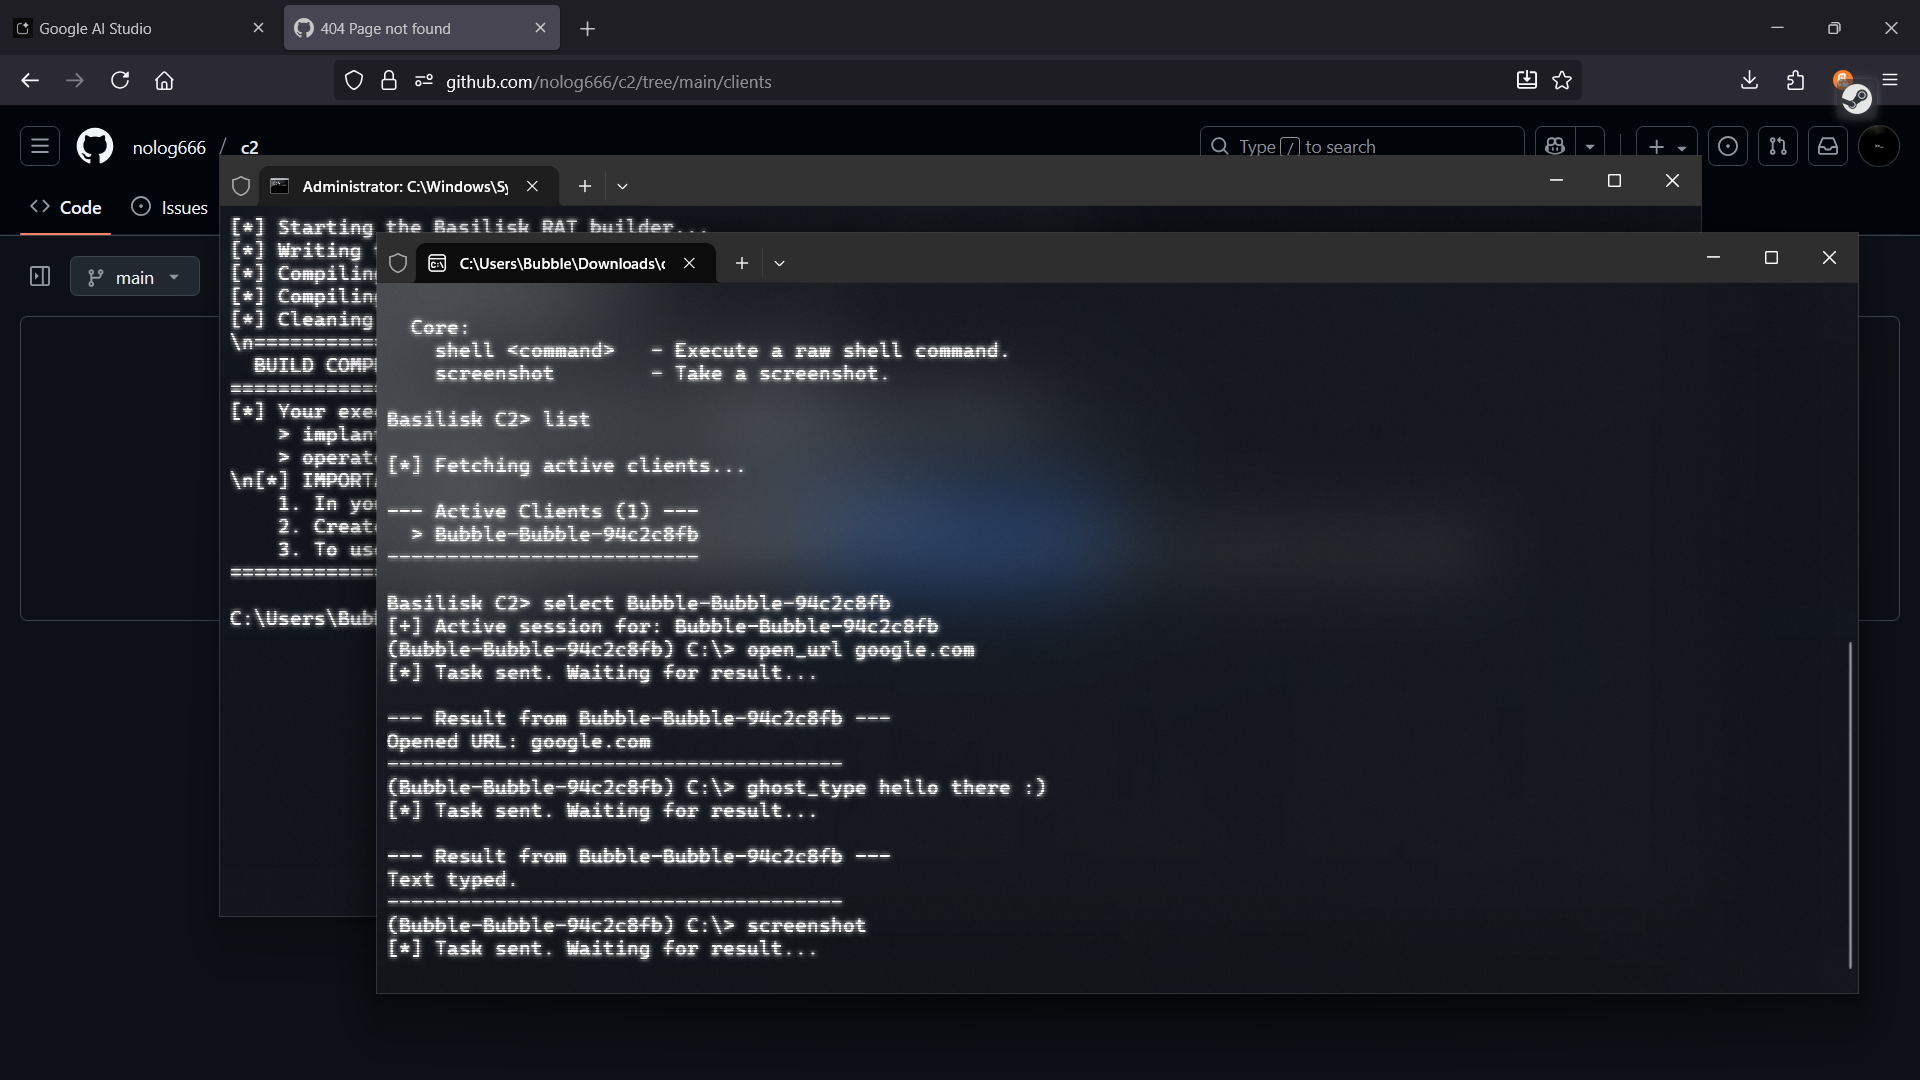 Google AI Studio
404 Page not found
github.com/nolog666/c2/tree/main/clients
nolog666 / c2
Type / to search
Code
Issues
main
Administrator: C:\Windows\Sy
[*] Starting the Basilisk RAT builder...
[*] Writing
[*] Compiling
[*] Compiling
[*] Cleaning
\n============
BUILD COMP
============
[*] Your exe
> implan
> operat
\n[*] IMPORTA
1. In yo
2. Creat
3. To us
============
C:\Users\Bubb
C:\Users\Bubble\Downloads\c
Core:
shell <command> - Execute a raw shell command.
screenshot - Take a screenshot.
Basilisk C2> list
[*] Fetching active clients...
--- Active Clients (1) ---
> Bubble-Bubble-94c2c8fb
--------------------------
Basilisk C2> select Bubble-Bubble-94c2c8fb
[+] Active session for: Bubble-Bubble-94c2c8fb
(Bubble-Bubble-94c2c8fb) C:\> open_url google.com
[*] Task sent. Waiting for result...
--- Result from Bubble-Bubble-94c2c8fb ---
Opened URL: google.com
--------------------------------------
(Bubble-Bubble-94c2c8fb) C:\> ghost_type hello there :)
[*] Task sent. Waiting for result...
--- Result from Bubble-Bubble-94c2c8fb ---
Text typed.
--------------------------------------
(Bubble-Bubble-94c2c8fb) C:\> screenshot
[*] Task sent. Waiting for result...